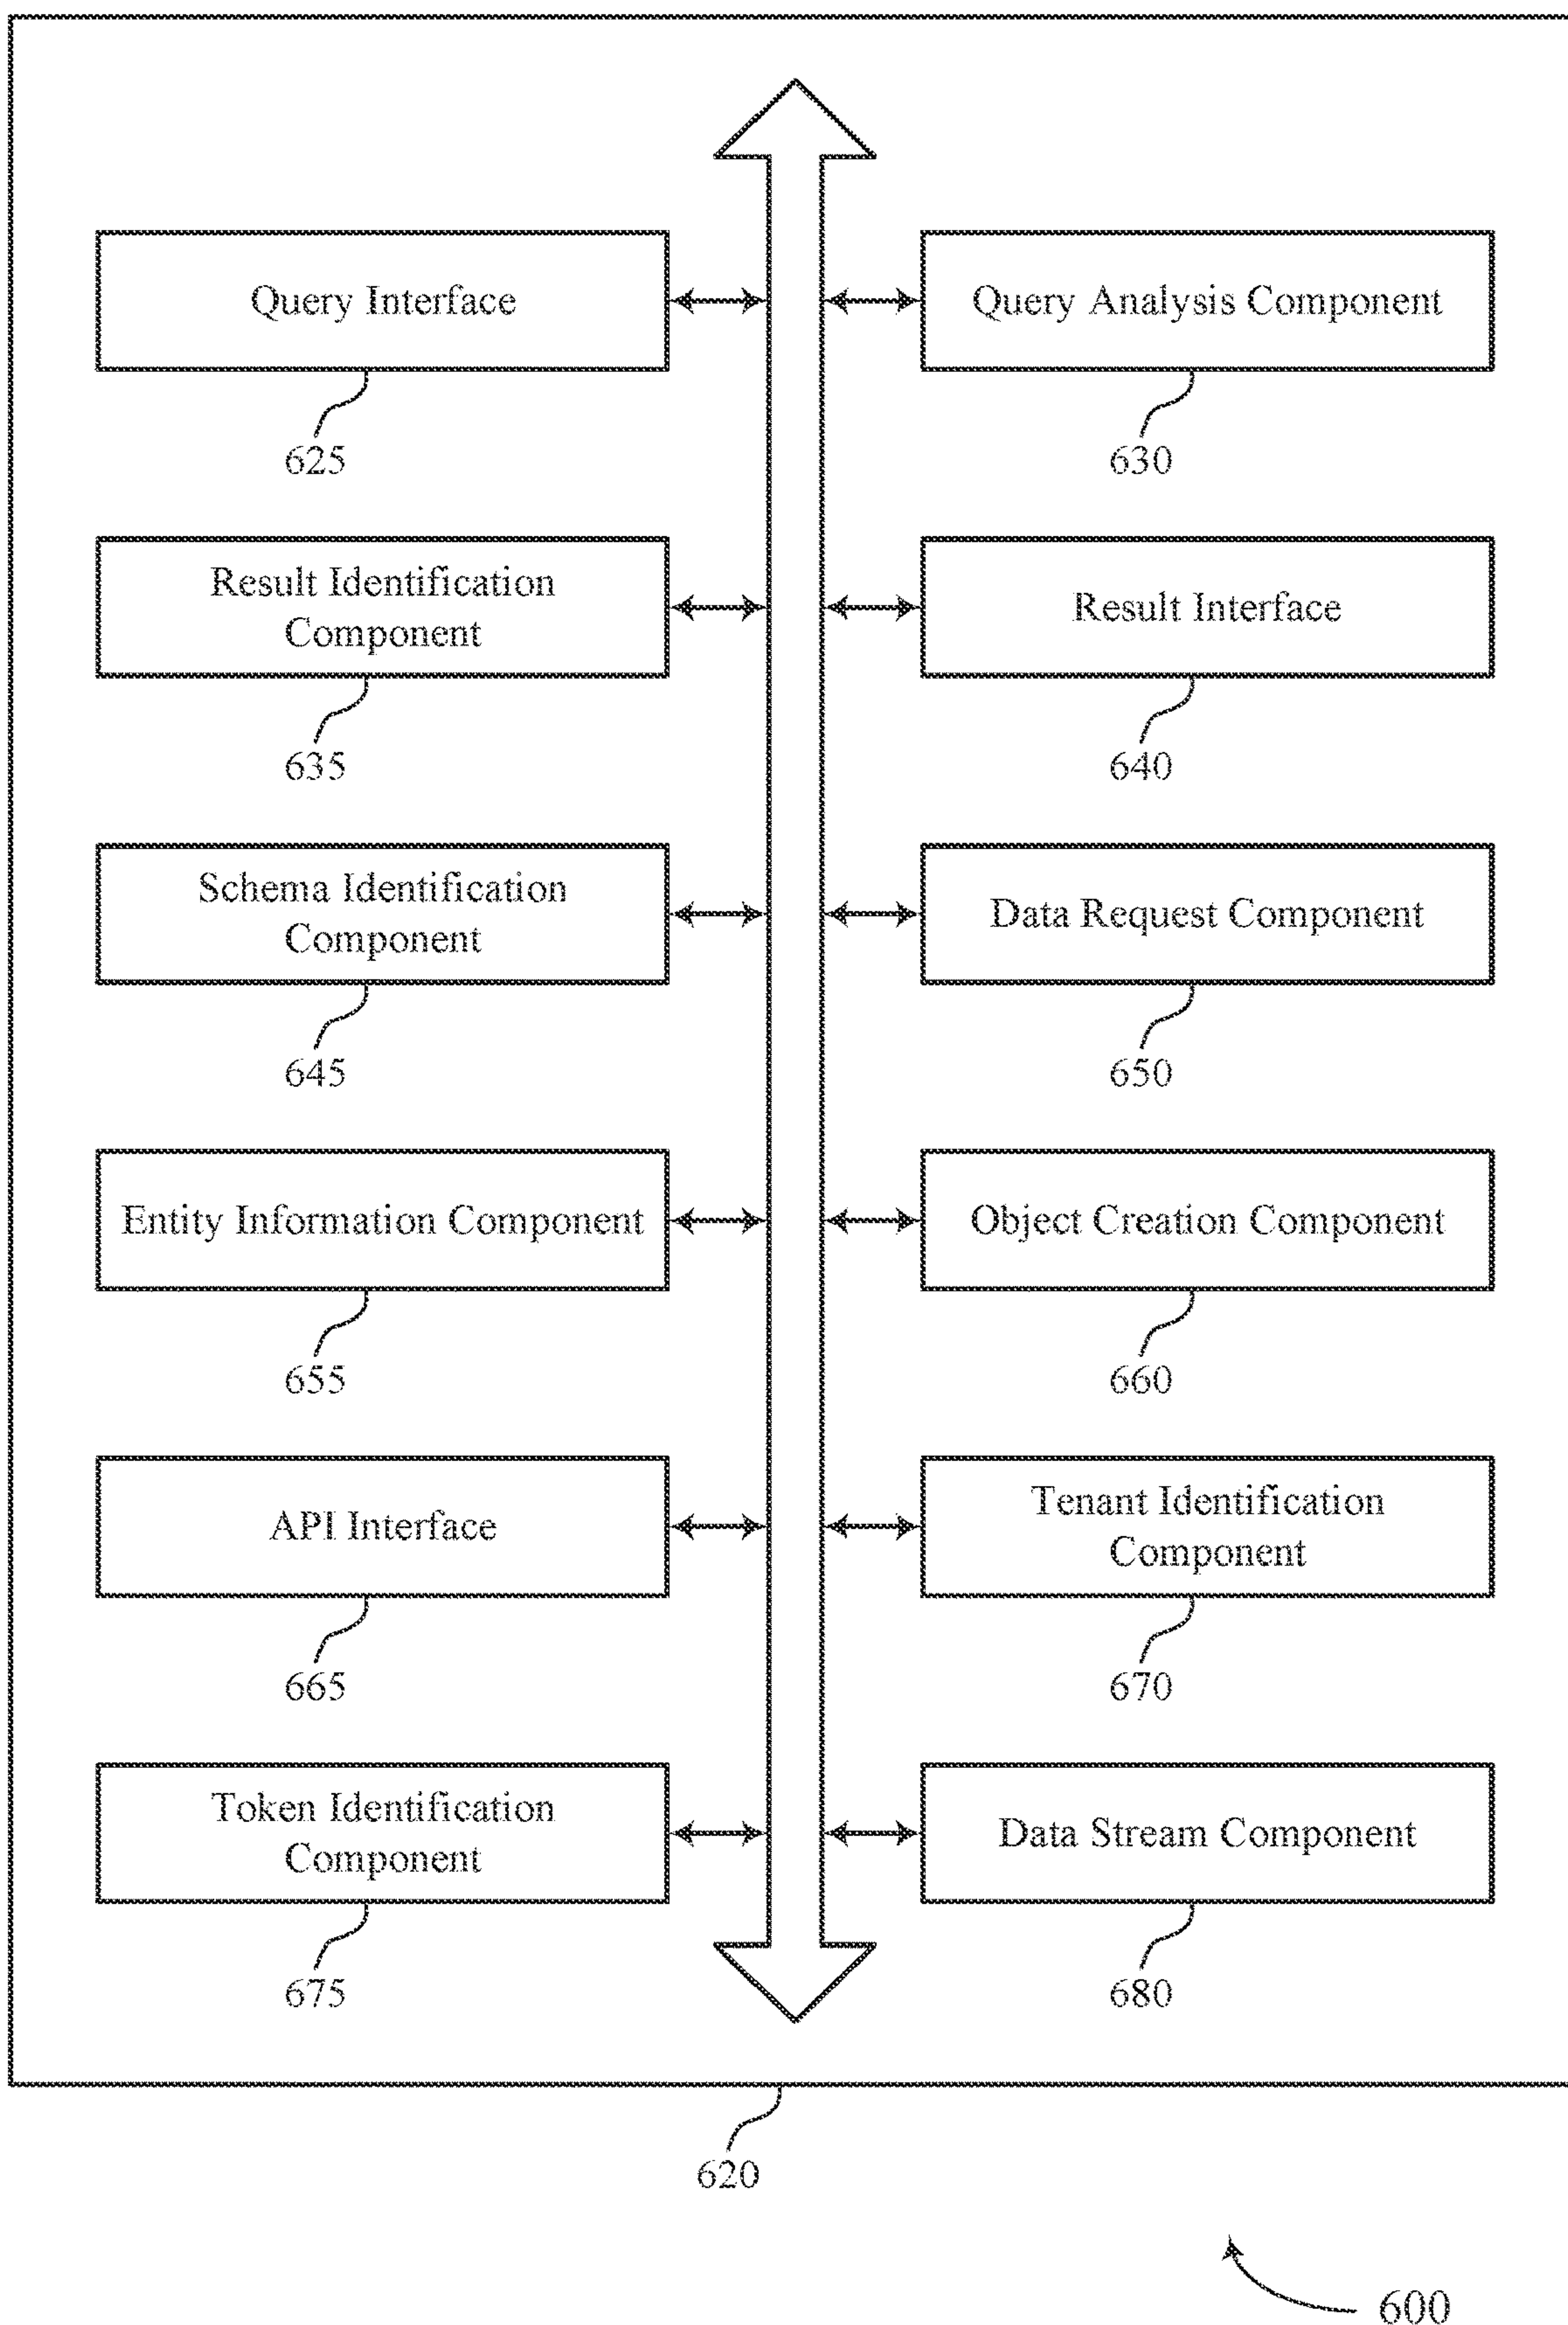 Query Interface
Query Analysis Component
625
630
Result Identification
Component
Result Interface
635
640
Schema Identification
Component
Data Request Component
645
650
Entity Information Component
Object Creation Component
655
660
API Interface
Tenant Identification
Component
665
670
Token Identification
Component
Data Stream Component
675
680
620
600